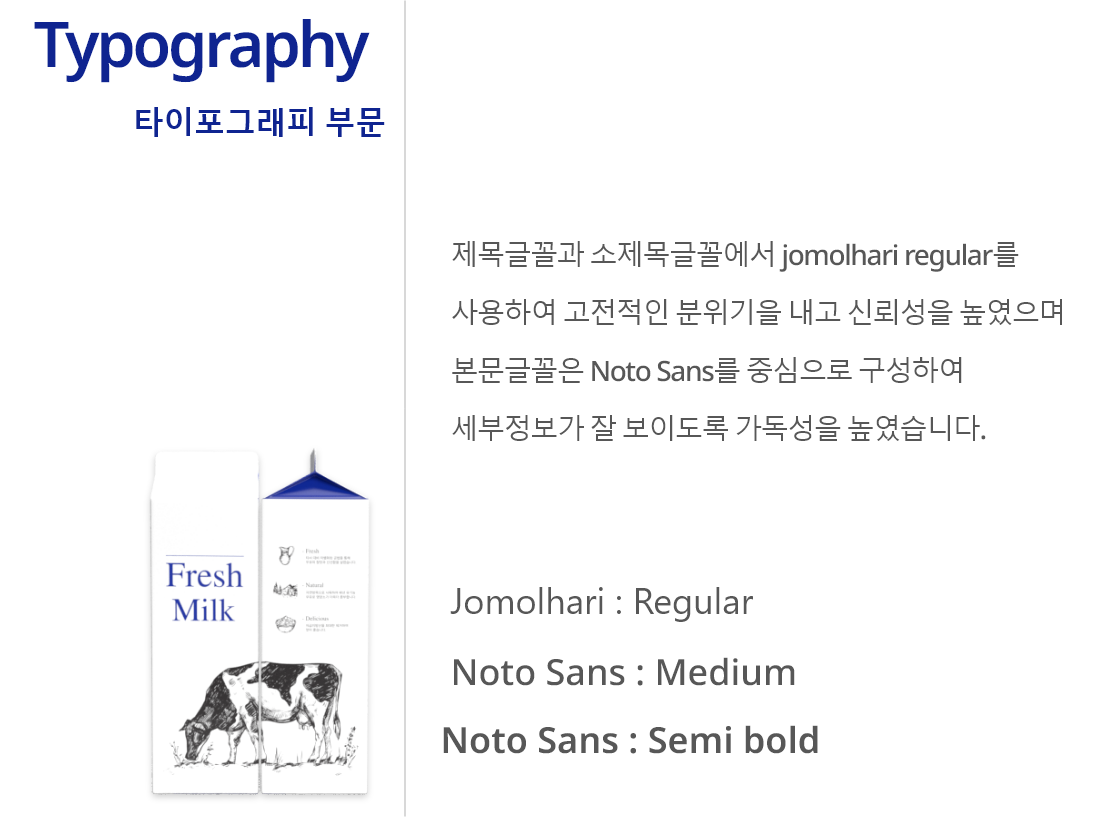 Typography
타이포그래피 부문
제목글꼴과 소제목글꼴에서 jomolhari regular를
사용하여 고전적인 분위기을 내고 신뢰성을 높였으며
본문글꼴은 Noto Sans를 중심으로 구성하여
세부정보가 잘 보이도록 가독성을 높였습니다.
Fresh
Milk
Fresh
Natural
Delicious
Jomolhari : Regular
Noto Sans : Medium
Noto Sans : Semi bold